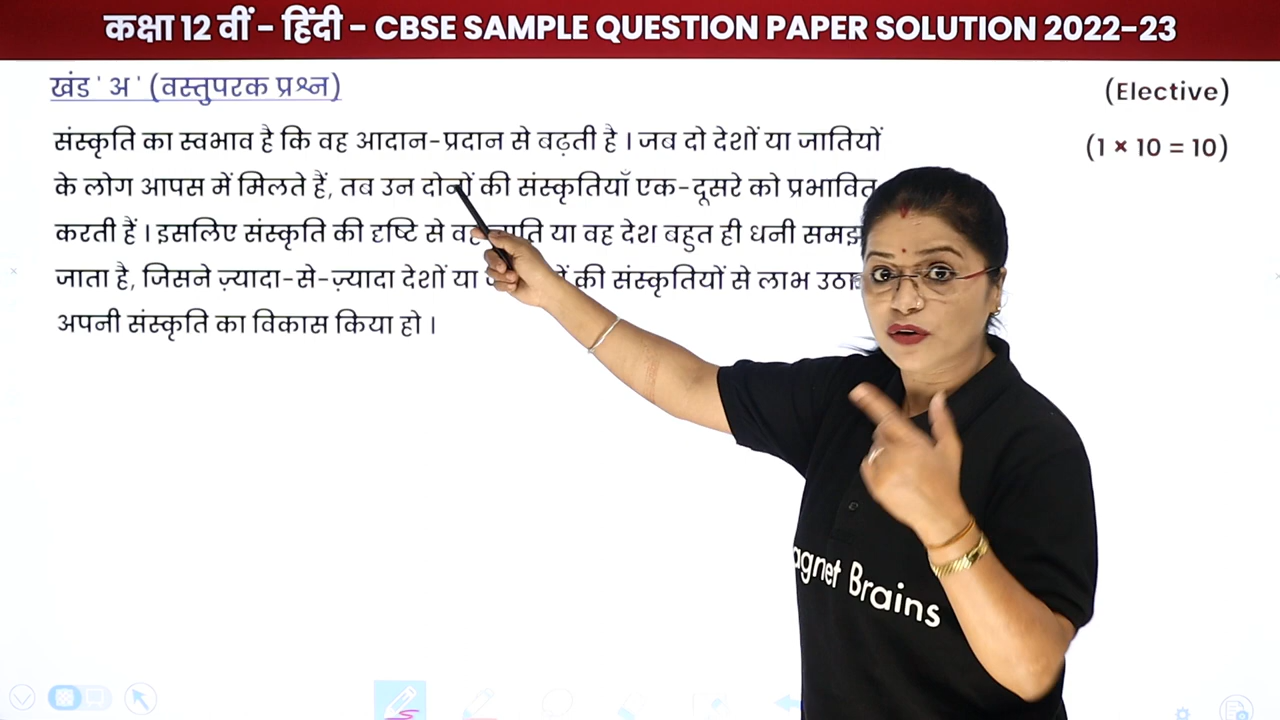 कक्षा 12 वीं – हिंदी – CBSE SAMPLE QUESTION PAPER SOLUTION 2022-23
खंड ' अ ' (वस्तुपरक प्रश्न)
(Elective)
संस्कृति का स्वभाव है कि वह आदान-प्रदान से बढ़ती है । जब दो देशों या जातियों
(1 × 10 = 10)
के लोग आपस में मिलते हैं, तब उन दोनों की संस्कृतियाँ एक-दूसरे को प्रभावित
करती हैं । इसलिए संस्कृति की दृष्टि से वह या वह देश बहुत ही धनी
जाता है, जिसने ज़्यादा-से-ज़्यादा देशों या की संस्कृतियों से लाभ
अपनी संस्कृति का विकास किया हो ।
Brains